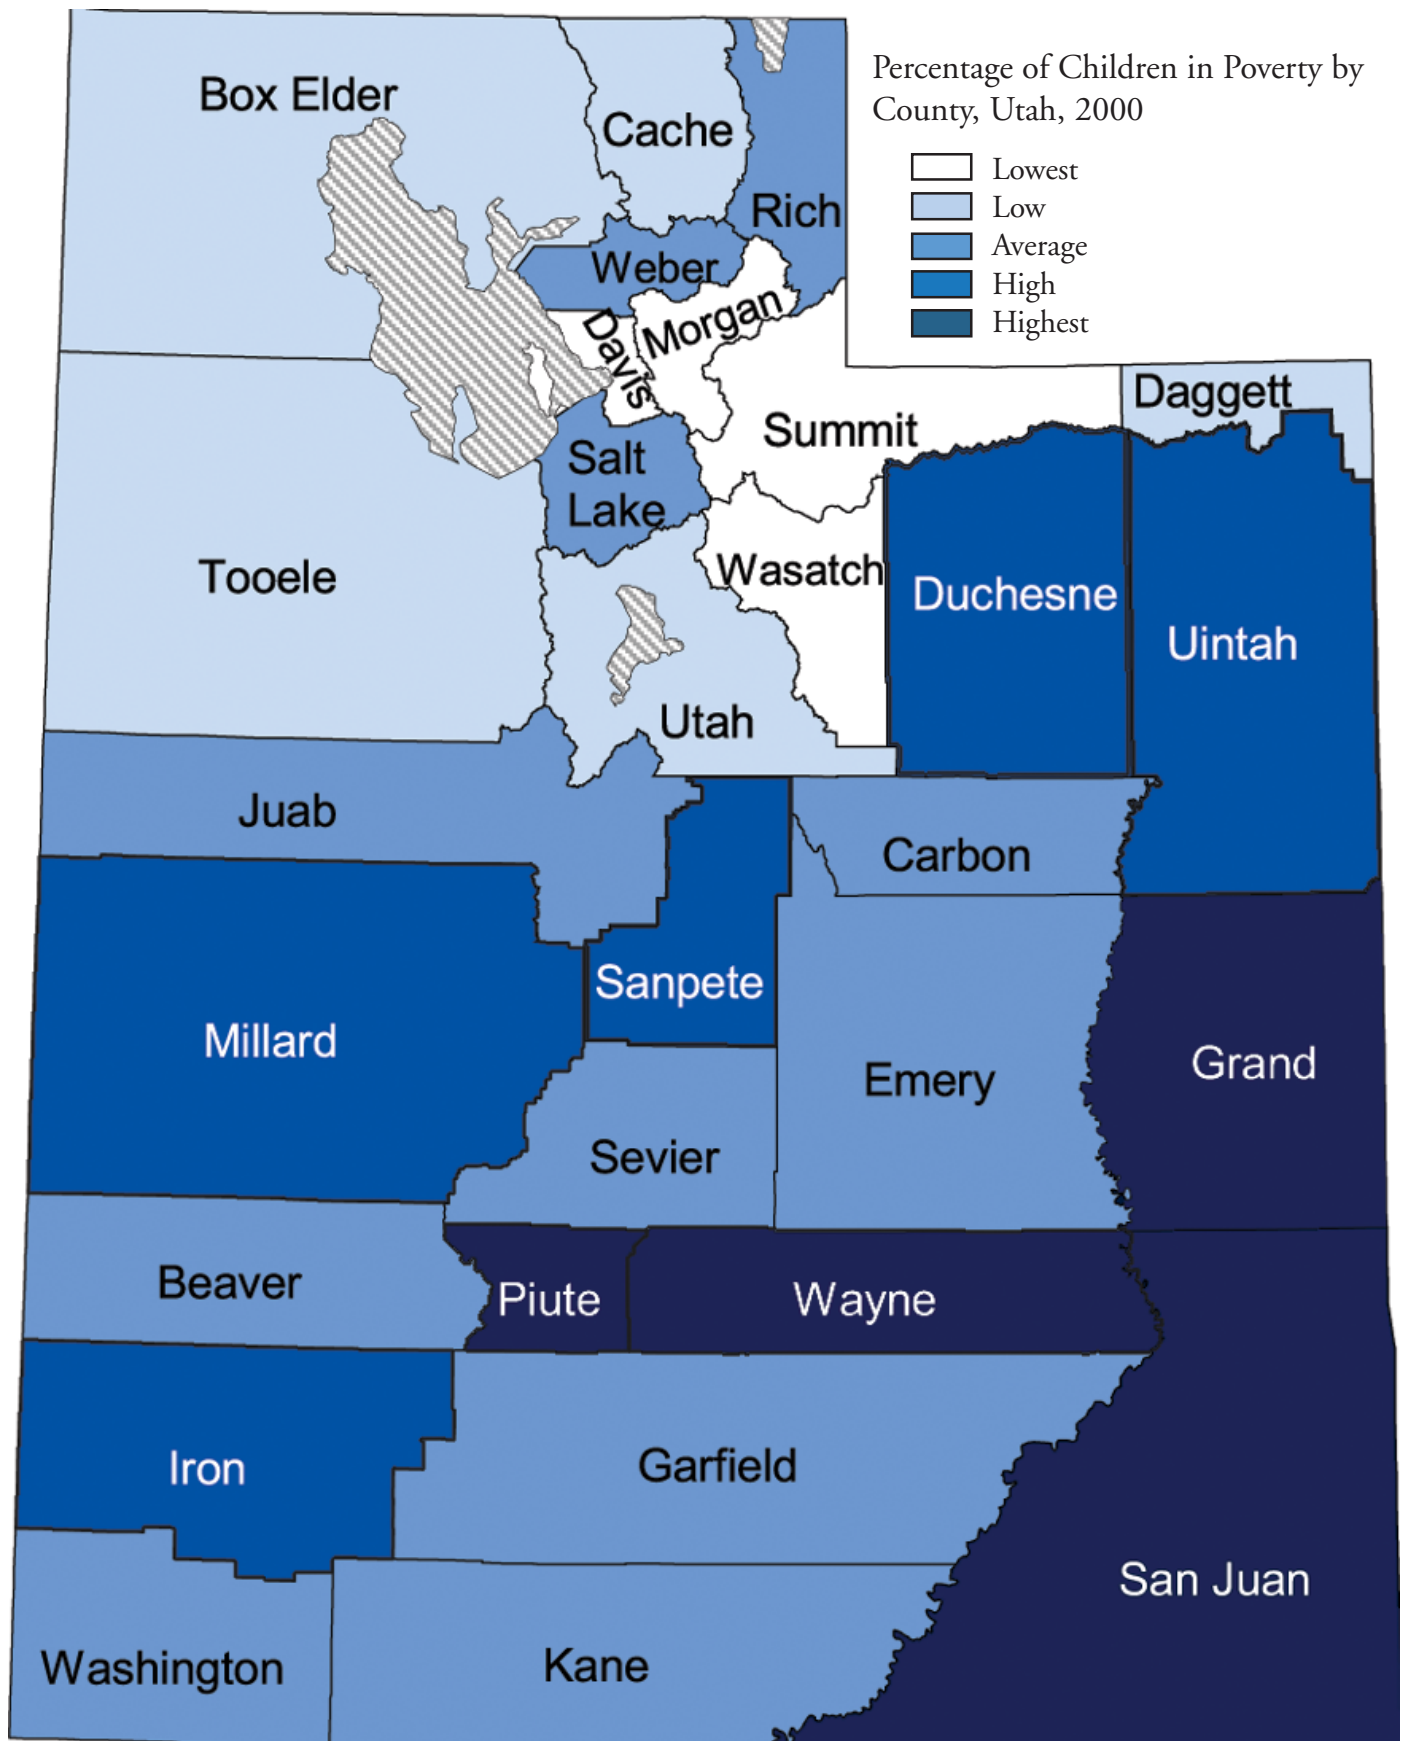 Percentage of Children in Poverty by
County, Utah, 2000
Lowest
Low
Average
High
Highest
Box Elder
Cache
Rich
Weber
Morgan
Davis
Daggett
Summit
Salt
Lake
Wasatch
Tooele
Duchesne
Uintah
Utah
Juab
Carbon
Sanpete
Millard
Grand
Emery
Sevier
Beaver
Piute
Wayne
Iron
Garfield
San Juan
Washington
Kane